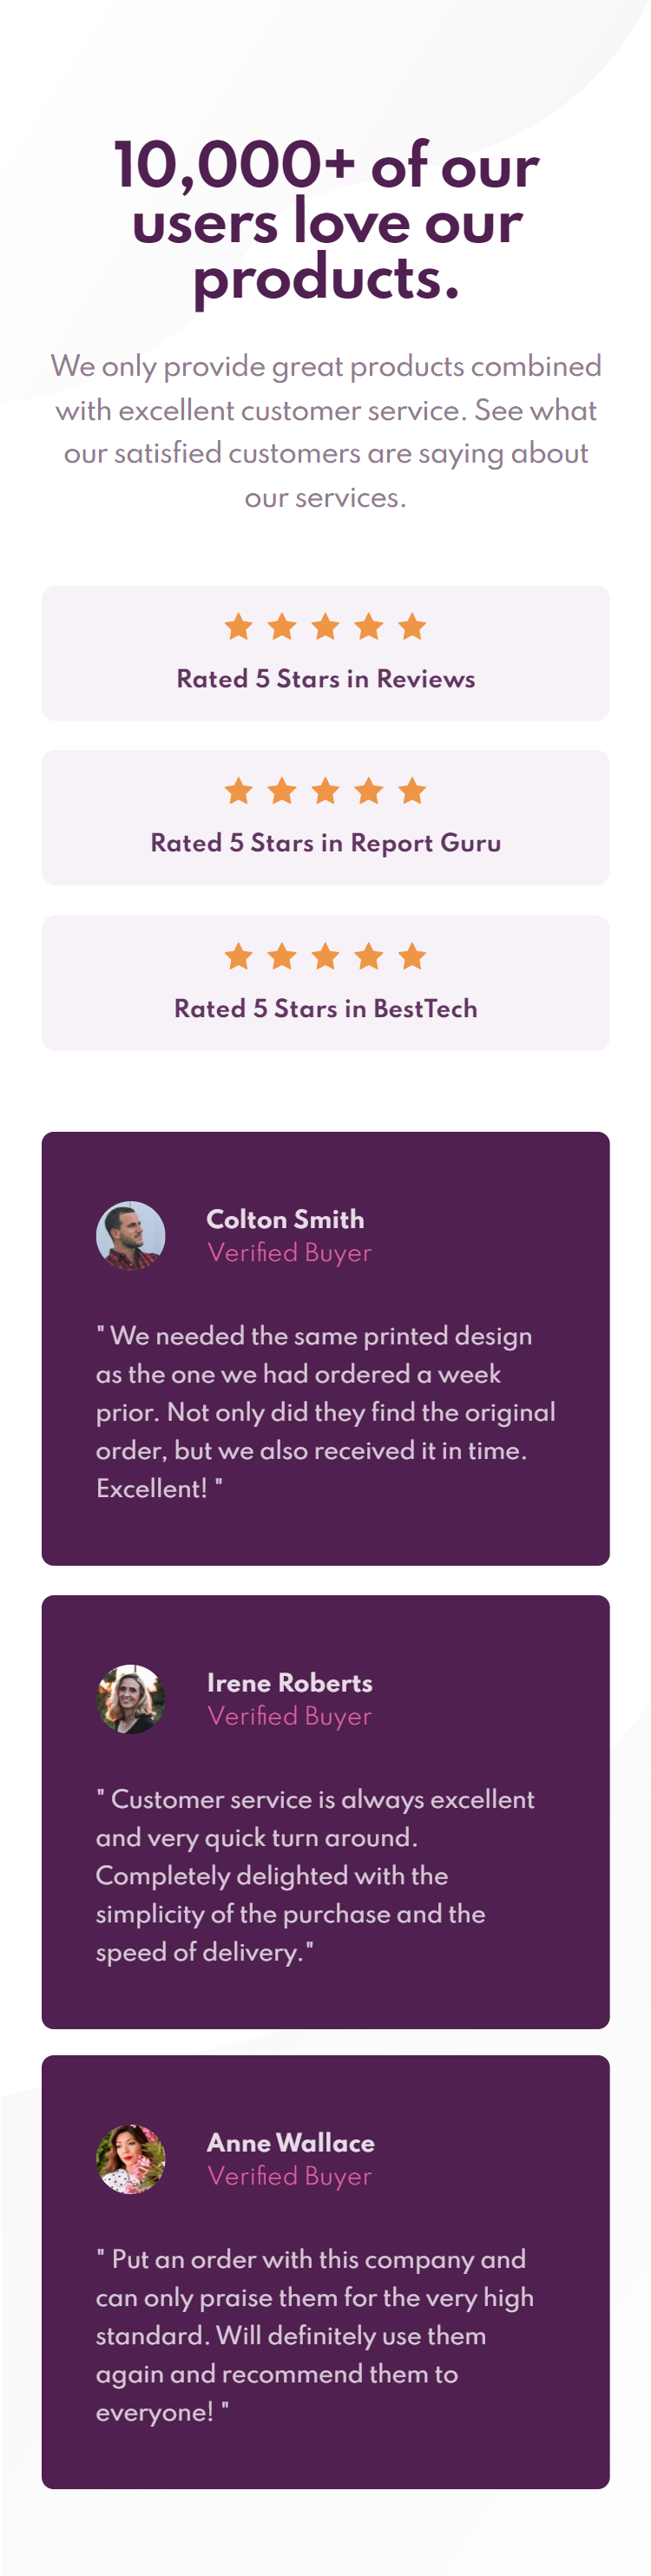 10,000+ of our
users love our
products.
We only provide great products combined
with excellent customer service. See what
our satisfied customers are saying about
our services.
Rated 5 Stars in Reviews
Rated 5 Stars in Report Guru
Rated 5 Stars in BestTech
Colton Smith
Verified Buyer
" We needed the same printed design
as the one we had ordered a week
prior. Not only did they find the original
order, but we also received it in time.
Excellent! "
Irene Roberts
Verified Buyer
" Customer service is always excellent
and very quick turn around.
Completely delighted with the
simplicity of the purchase and the
speed of delivery."
Anne Wallace
Verified Buyer
" Put an order with this company and
can only praise them for the very high
standard. Will definitely use them
again and recommend them to
everyone! "